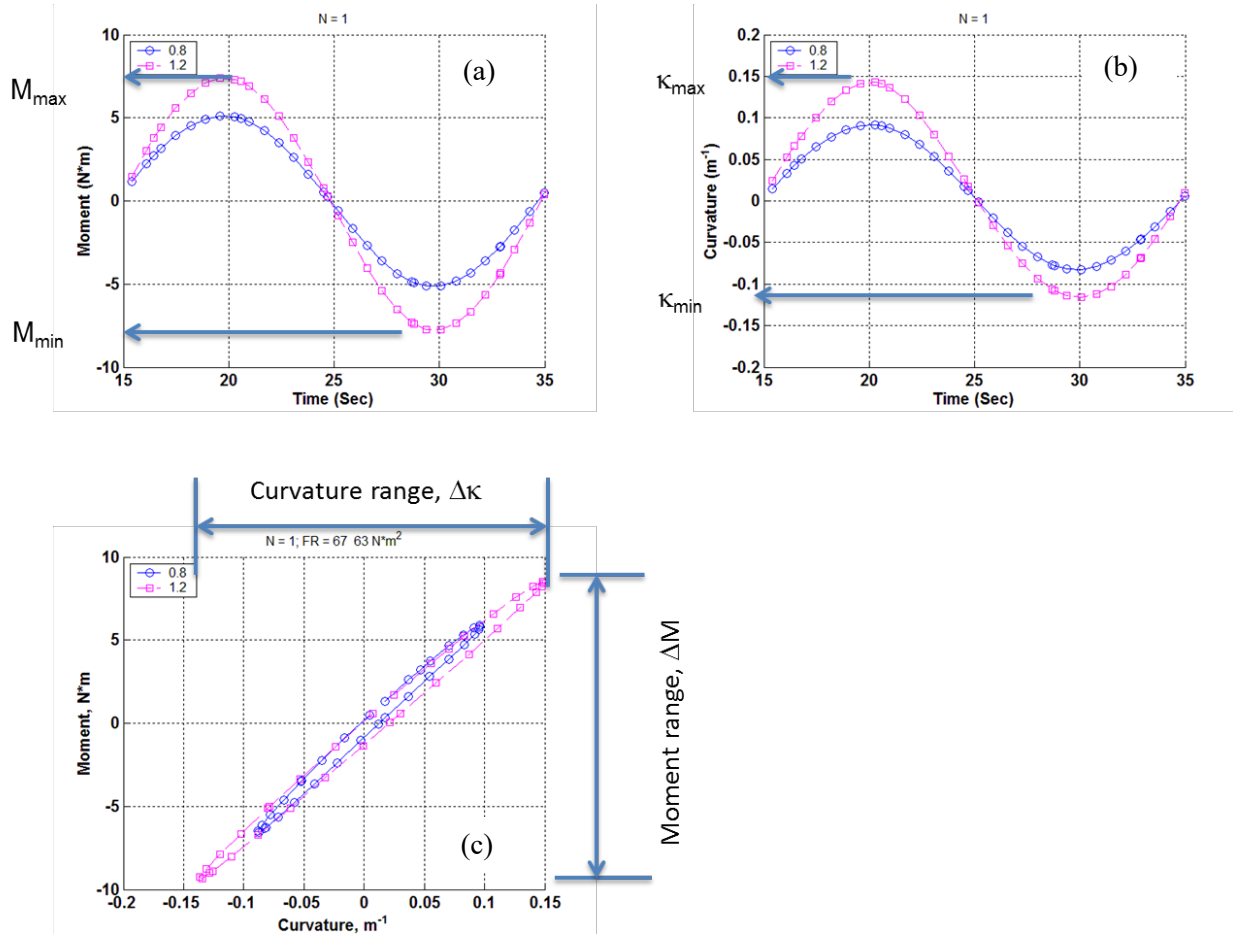 N = 1
10
5
0
-5
-10
Moment (N*m)
0.8
1.2
(a)
Mmax
Mmin
15
20
25
30
35
Time (Sec)
N = 1
0.2
0.15
0.1
0.05
0
-0.05
-0.1
-0.15
-0.2
Curvature (m-1)
0.8
1.2
(b)
κmax
κmin
15
20
25
30
35
Time (Sec)
Curvature range, Δκ
N = 1; FR = 67 63 N*m2
10
5
0
-5
-10
Moment, N*m
0.8
1.2
(c)
Moment range, ΔM
-0.2
-0.15
-0.1
-0.05
0
0.05
0.1
0.15
Curvature, m-1